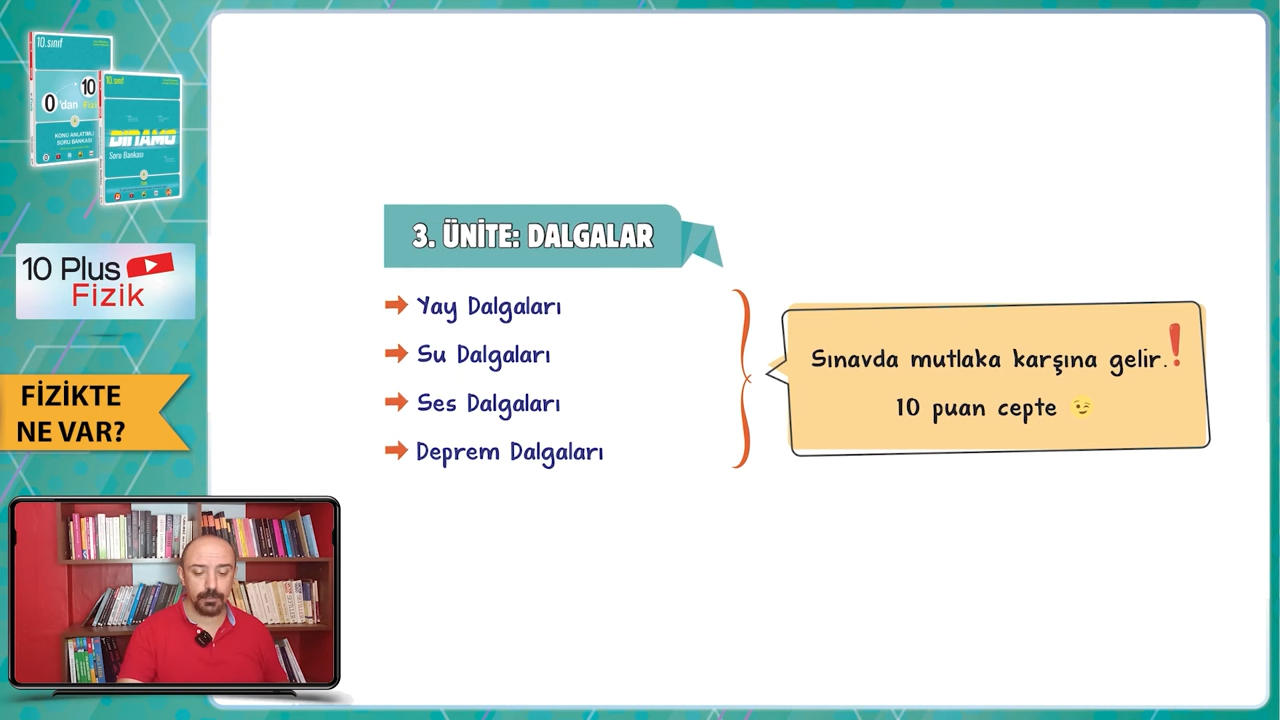 10.sınıf
0'dan 10
KONU ANLATIMLI
SORU BANKASI
10.sınıf
DİNAMO
Soru Bankası
10 Plus
Fizik
FİZİKTE
NE VAR?
3. ÜNİTE: DALGALAR
Yay Dalgaları
Su Dalgaları
Ses Dalgaları
Deprem Dalgaları
Sınavda mutlaka karşına gelir.❗
10 puan cepte 😉